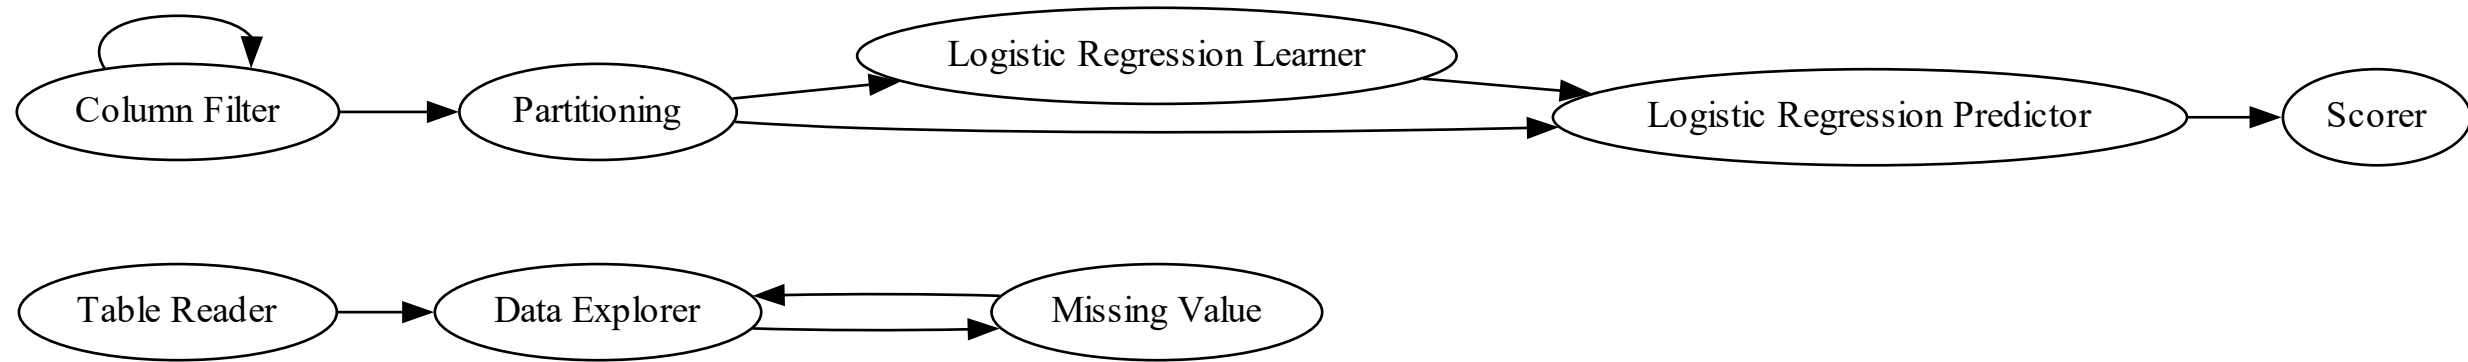 Logistic Regression Learner
Column Filter
Partitioning
Logistic Regression Predictor
Scorer
Table Reader
Data Explorer
Missing Value